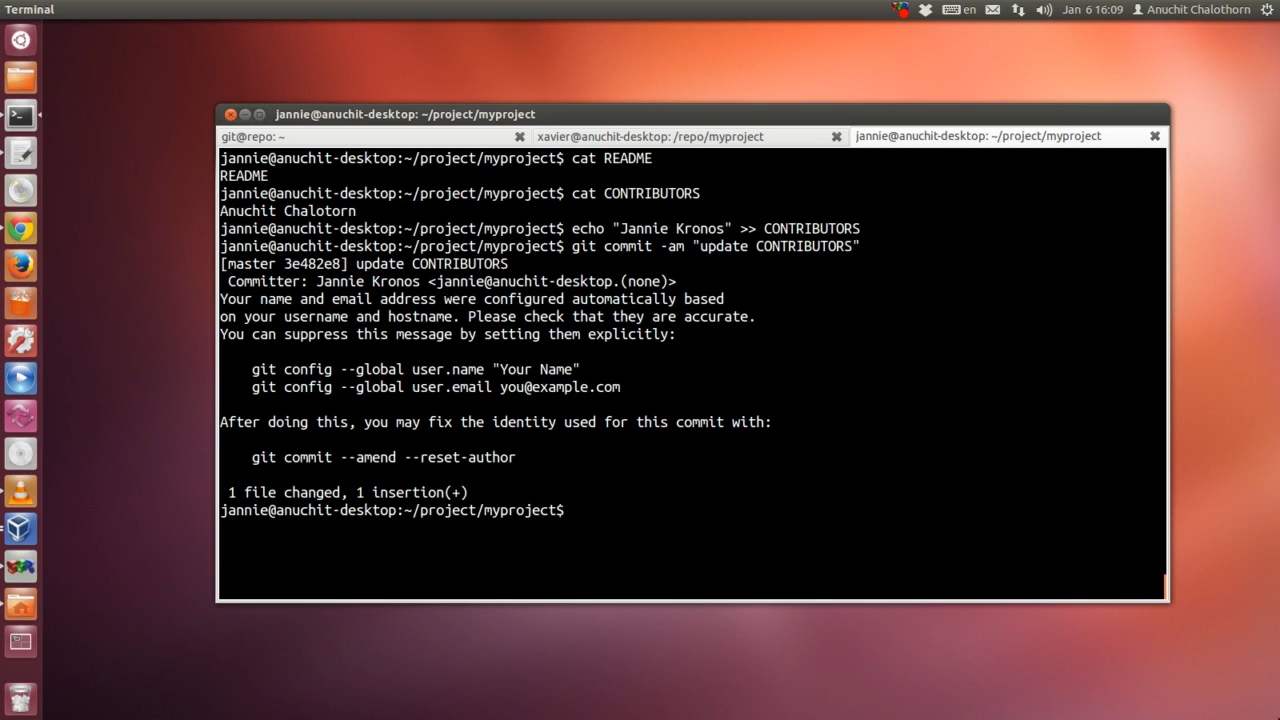 Terminal
en
Jan 6 16:09
Anuchit Chalothorn
jannie@anuchit-desktop: ~/project/myproject
git@repo: ~
xavier@anuchit-desktop: /repo/myproject
jannie@anuchit-desktop: ~/project/myproject
jannie@anuchit-desktop:~/project/myproject$ cat README
README
jannie@anuchit-desktop:~/project/myproject$ cat CONTRIBUTORS
Anuchit Chalotorn
jannie@anuchit-desktop:~/project/myproject$ echo "Jannie Kronos" >> CONTRIBUTORS
jannie@anuchit-desktop:~/project/myproject$ git commit -am "update CONTRIBUTORS"
[master 3e482e8] update CONTRIBUTORS
 Committer: Jannie Kronos <jannie@anuchit-desktop.(none)>
Your name and email address were configured automatically based
on your username and hostname. Please check that they are accurate.
You can suppress this message by setting them explicitly:
    git config --global user.name "Your Name"
    git config --global user.email you@example.com
After doing this, you may fix the identity used for this commit with:
    git commit --amend --reset-author
 1 file changed, 1 insertion(+)
jannie@anuchit-desktop:~/project/myproject$